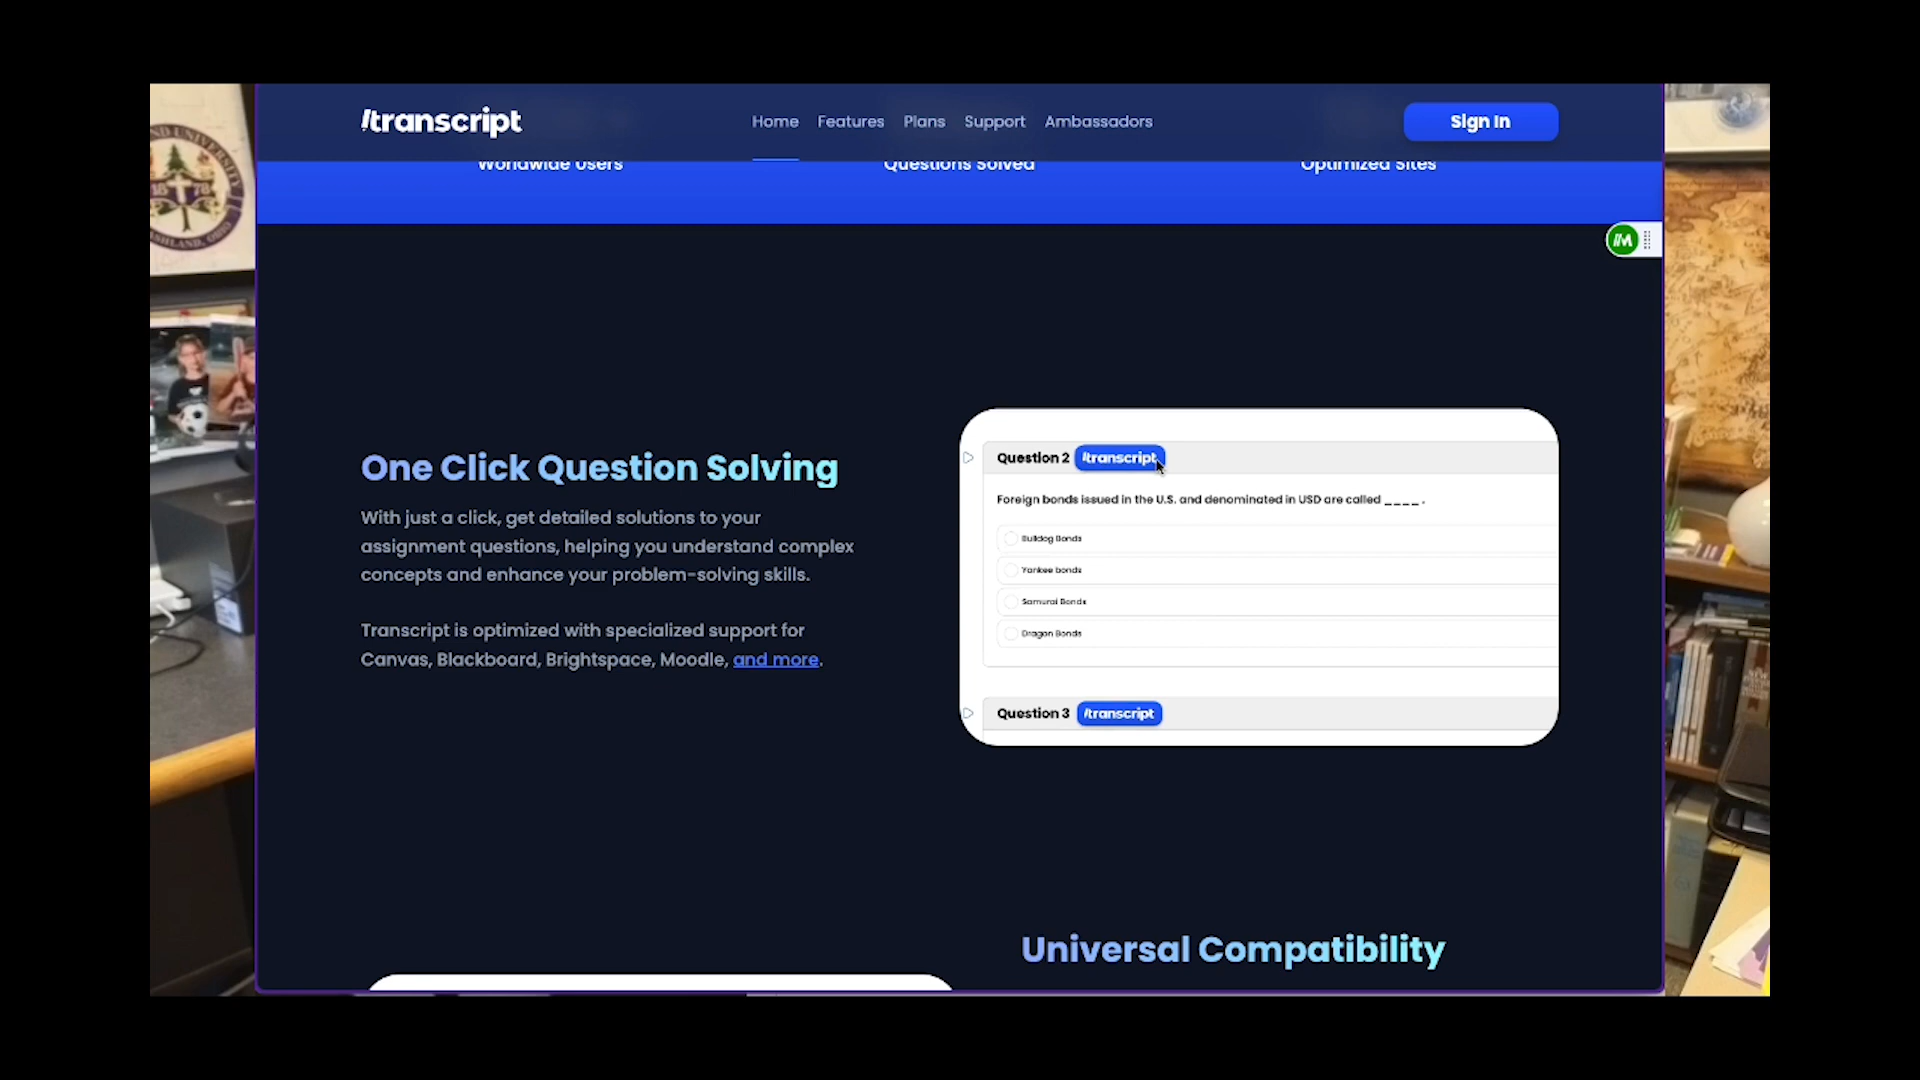 /transcript
Home Features Plans Support Ambassadors
Sign In
Worldwide Users Questions Solved Optimized Sites
One Click Question Solving
With just a click, get detailed solutions to your
assignment questions, helping you understand complex
concepts and enhance your problem-solving skills.
Transcript is optimized with specialized support for
Canvas, Blackboard, Brightspace, Moodle, and more.
Question 2 /transcript
Foreign bonds issued in the U.S. and denominated in USD are called ____ .
Bulldog Bonds
Yankee bonds
Samurai Bonds
Dragon Bonds
Question 3 /transcript
Universal Compatibility
18 78
ASHLAND, OHIO